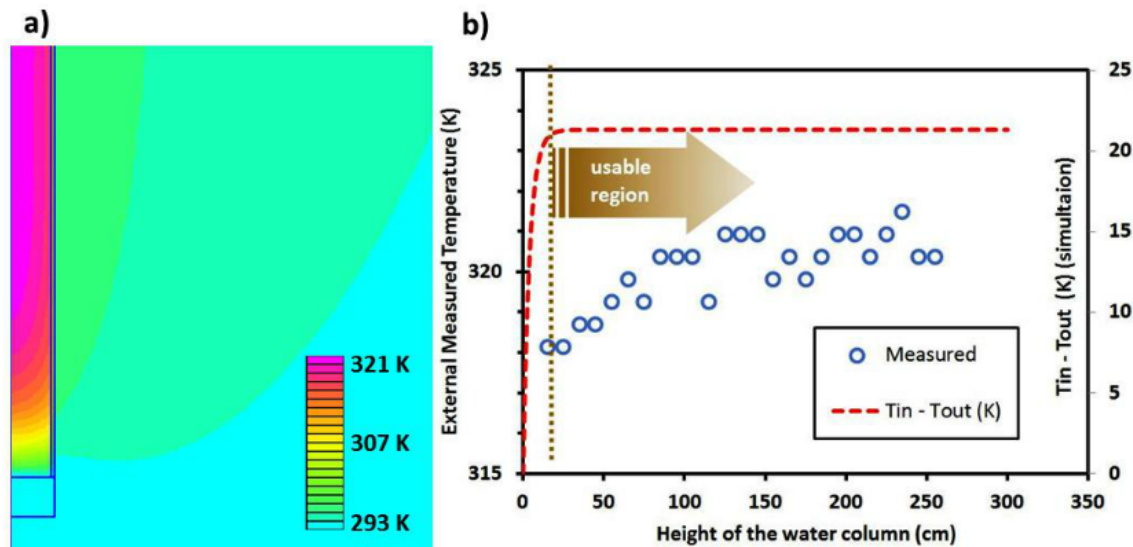 a)
321 K
307 K
293 K
b)
External Measured Temperature (K)
325
320
315
25
20
15
10
5
0
Tin - Tout (K) (simultaion)
usable
region
Measured
Tin - Tout (K)
0 50 100 150 200 250 300 350
Height of the water column (cm)